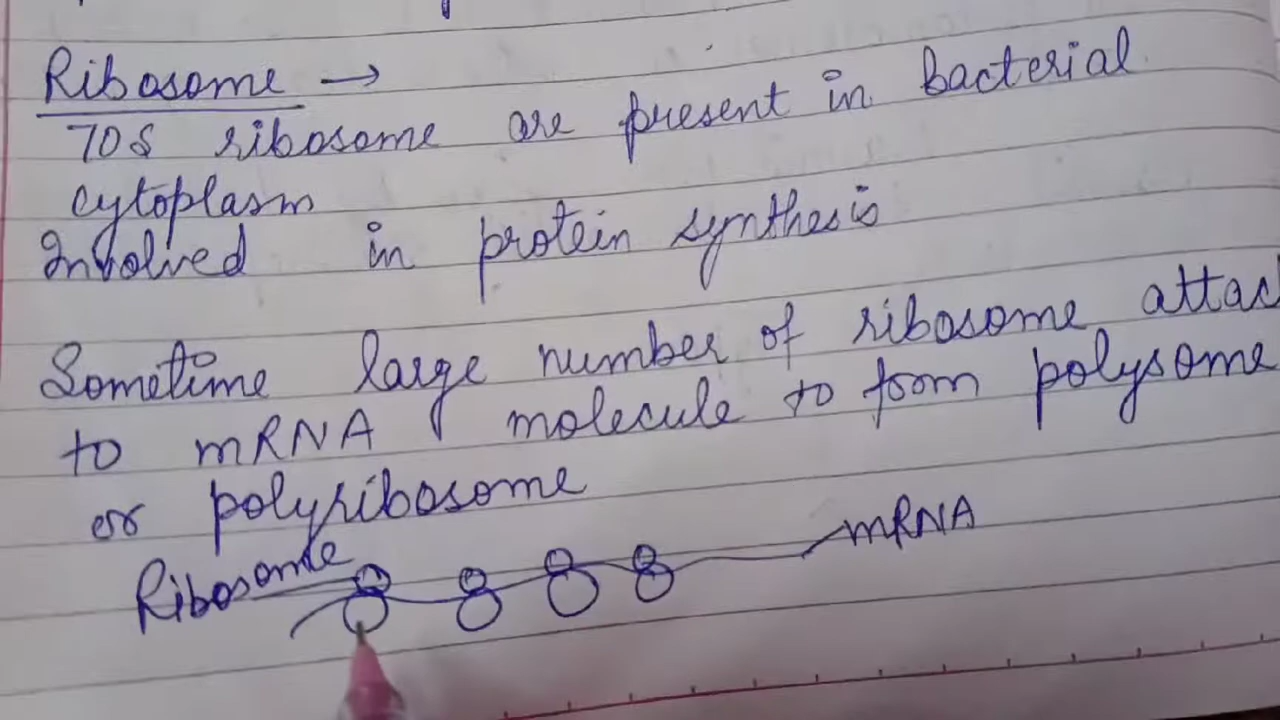 Ribosome →
70S ribosome are present in bacterial
cytoplasm
Involved in protein synthesis
Sometime large number of ribosome attac
to mRNA molecule to form polysome
or polyribosome
Ribosome
mRNA